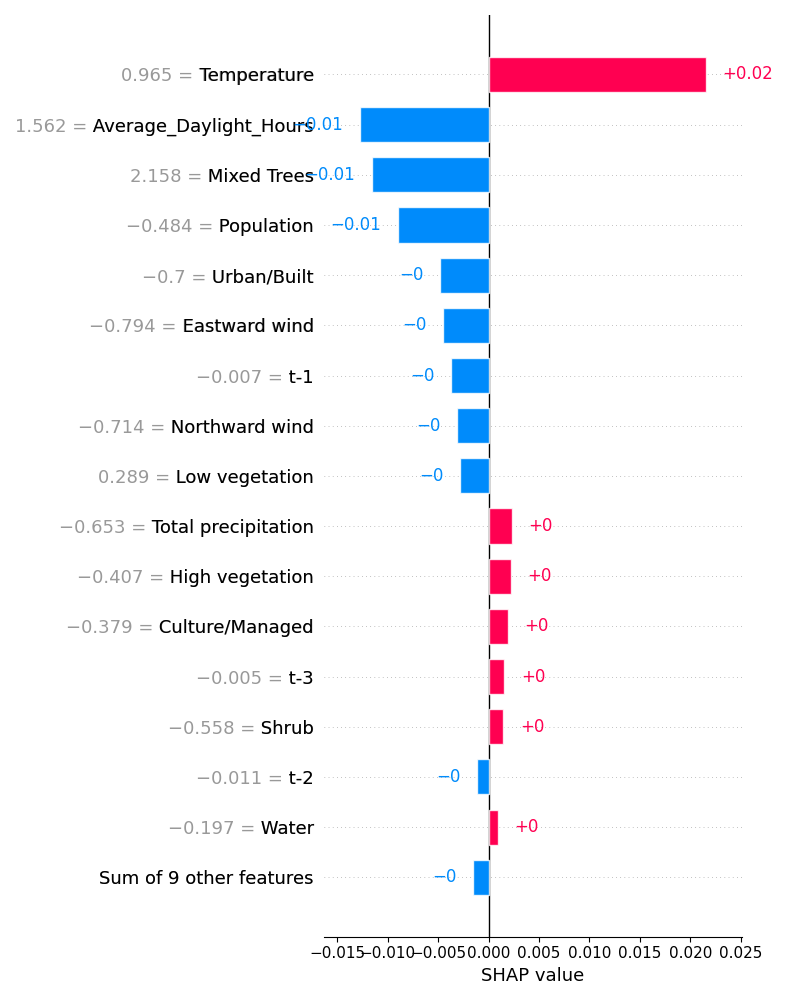 0.965 = Temperature +0.02
1.562 = Average_Daylight_Hours −0.01
2.158 = Mixed Trees −0.01
−0.484 = Population −0.01
−0.7 = Urban/Built −0
−0.794 = Eastward wind −0
−0.007 = t-1 −0
−0.714 = Northward wind −0
0.289 = Low vegetation −0
−0.653 = Total precipitation +0
−0.407 = High vegetation +0
−0.379 = Culture/Managed +0
−0.005 = t-3 +0
−0.558 = Shrub +0
−0.011 = t-2 −0
−0.197 = Water +0
Sum of 9 other features −0
−0.015 −0.010 −0.005 0.000 0.005 0.010 0.015 0.020 0.025
SHAP value